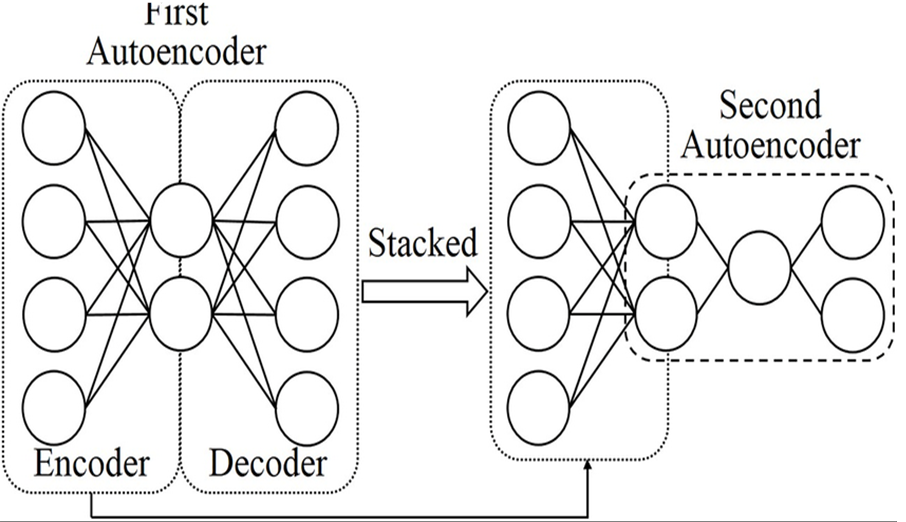 First
Autoencoder
Second
Autoencoder
Stacked
Encoder
Decoder